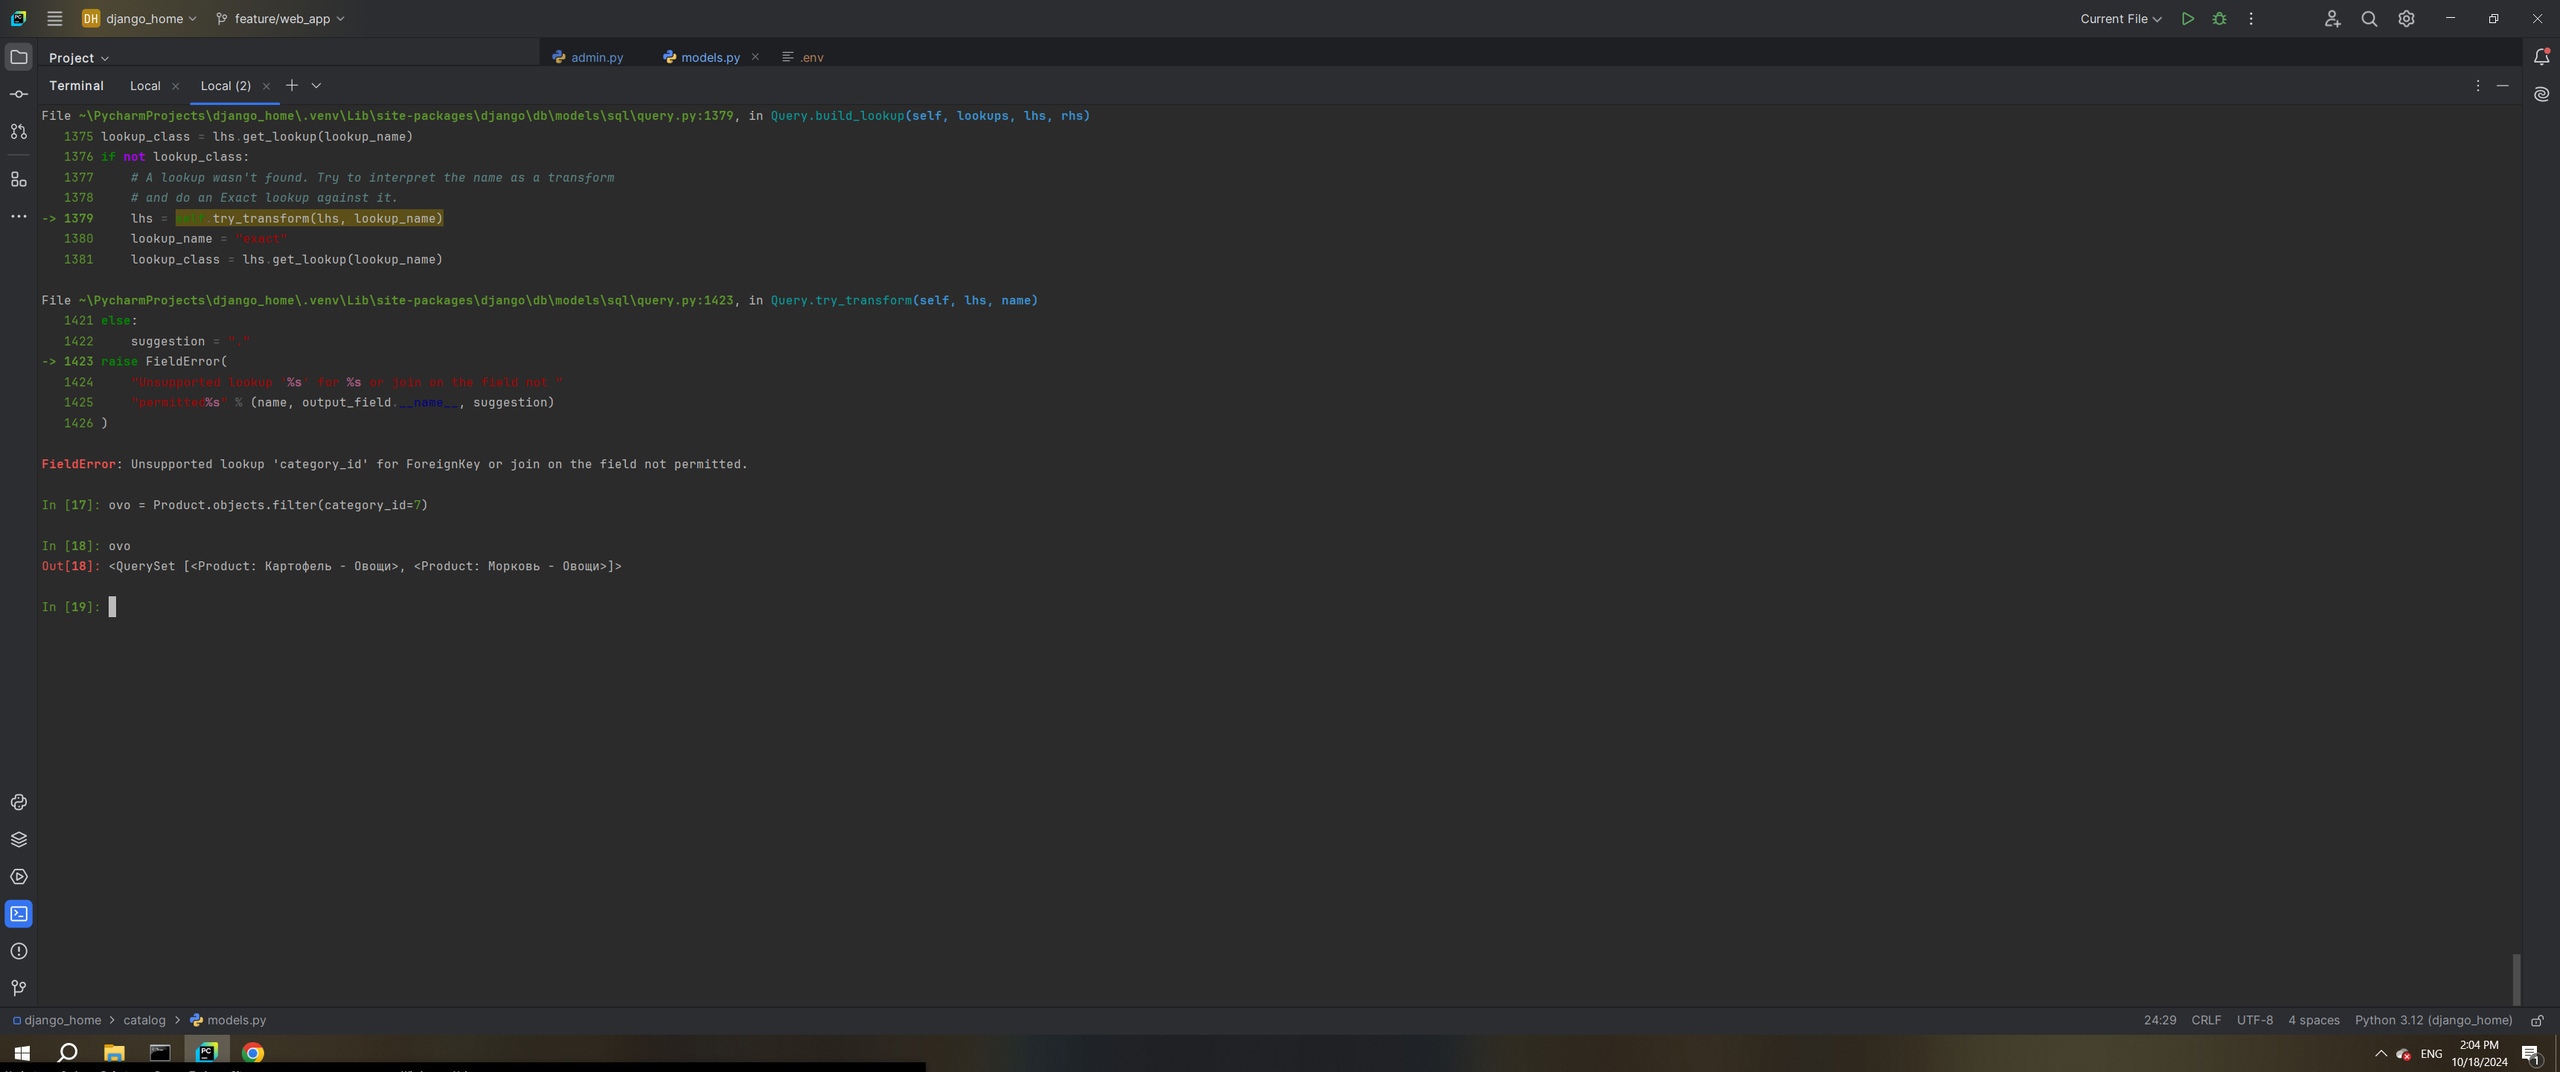 DH django_home feature/web_app Current File
Project admin.py models.py .env
Terminal Local Local (2)
File ~\PycharmProjects\django_home\.venv\Lib\site-packages\django\db\models\sql\query.py:1379, in Query.build_lookup(self, lookups, lhs, rhs)
1375 lookup_class = lhs.get_lookup(lookup_name)
1376 if not lookup_class:
1377 # A lookup wasn't found. Try to interpret the name as a transform
1378 # and do an Exact lookup against it.
-> 1379 lhs = self.try_transform(lhs, lookup_name)
1380 lookup_name = "exact"
1381 lookup_class = lhs.get_lookup(lookup_name)
File ~\PycharmProjects\django_home\.venv\Lib\site-packages\django\db\models\sql\query.py:1423, in Query.try_transform(self, lhs, name)
1421 else:
1422 suggestion = "."
-> 1423 raise FieldError(
1424 "Unsupported lookup '%s' for %s or join on the field not "
1425 "permitted%s" % (name, output_field.__name__, suggestion)
1426 )
FieldError: Unsupported lookup 'category_id' for ForeignKey or join on the field not permitted.
In [17]: ovo = Product.objects.filter(category_id=7)
In [18]: ovo
Out[18]: <QuerySet [<Product: Картофель - Овощи>, <Product: Морковь - Овощи>]>
In [19]:
django_home > catalog > models.py 24:29 CRLF UTF-8 4 spaces Python 3.12 (django_home)
PC ENG 2:04 PM
10/18/2024 1